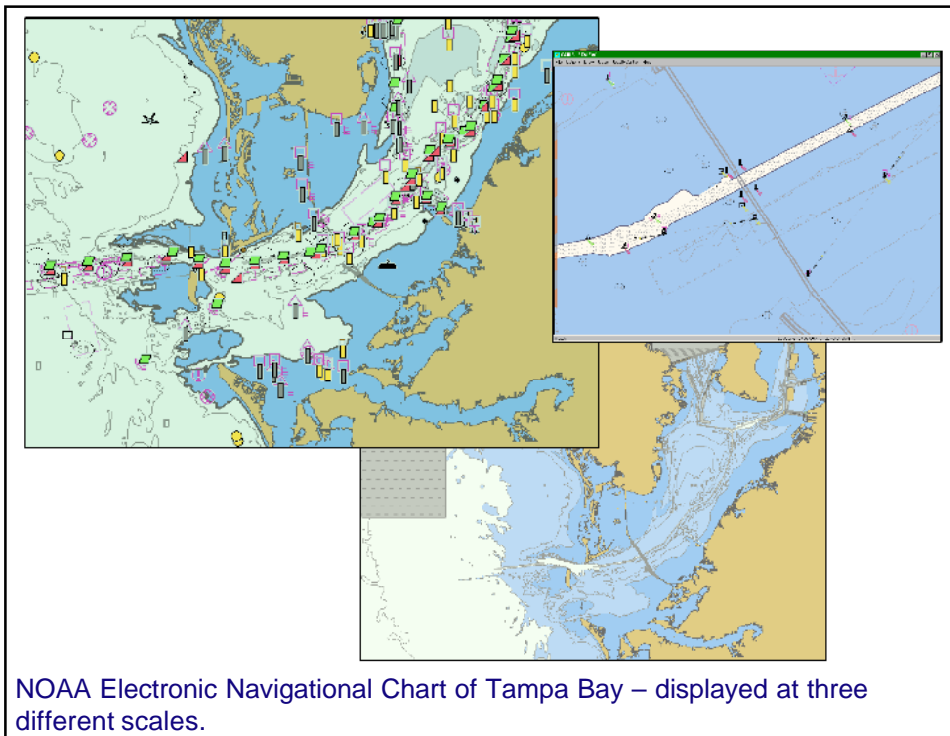 NOAA Electronic Navigational Chart of Tampa Bay – displayed at three
different scales.